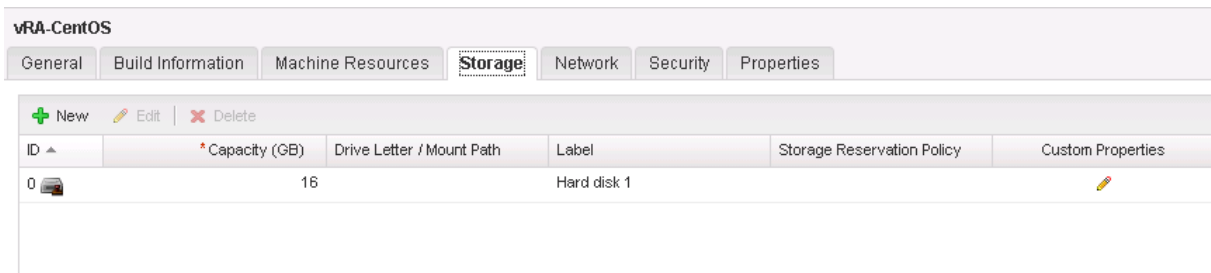 vRA-CentOS
General Build Information Machine Resources Storage Network Security Properties
New Edit Delete
ID * Capacity (GB) Drive Letter / Mount Path Label Storage Reservation Policy Custom Properties
0 16 Hard disk 1